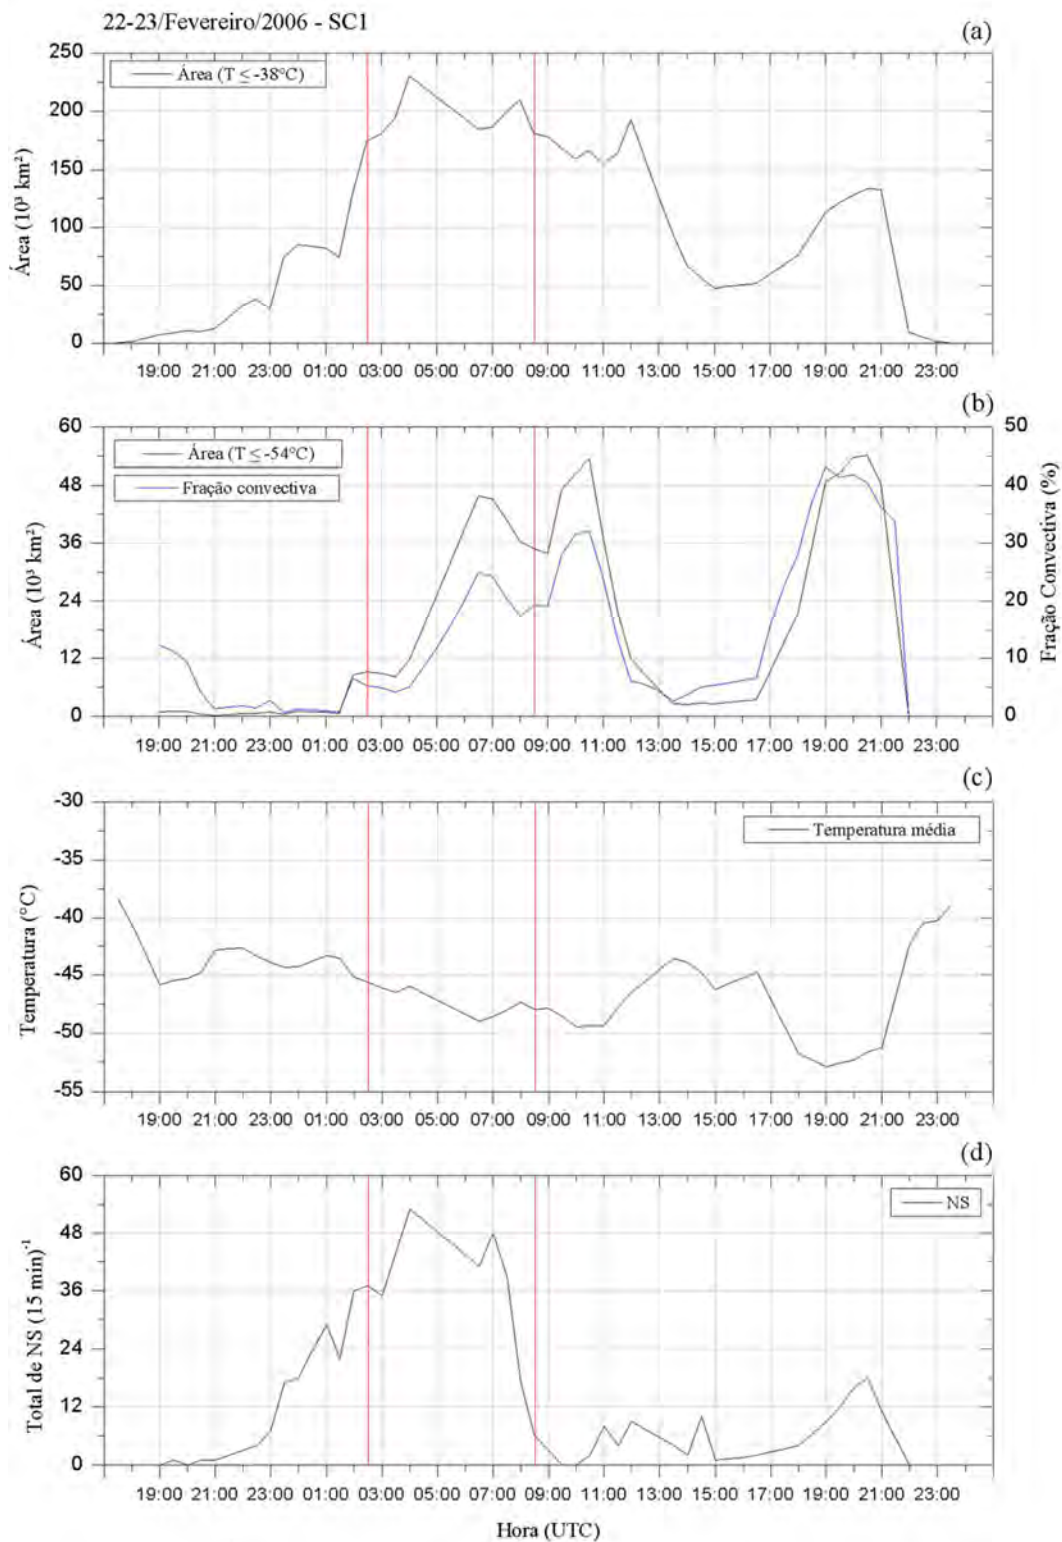 22-23/Fevereiro/2006 - SC1
(a)
Área (T ≤ -38°C)
Área (10³ km²)
250
200
150
100
50
0
19:00 21:00 23:00 01:00 03:00 05:00 07:00 09:00 11:00 13:00 15:00 17:00 19:00 21:00 23:00
(b)
Área (T ≤ -54°C)
Fração convectiva
Área (10³ km²)
60
48
36
24
12
0
Fração Convectiva (%)
50
40
30
20
10
0
19:00 21:00 23:00 01:00 03:00 05:00 07:00 09:00 11:00 13:00 15:00 17:00 19:00 21:00 23:00
(c)
Temperatura média
Temperatura (°C)
-30
-35
-40
-45
-50
-55
19:00 21:00 23:00 01:00 03:00 05:00 07:00 09:00 11:00 13:00 15:00 17:00 19:00 21:00 23:00
(d)
NS
Total de NS (15 min)⁻¹
60
48
36
24
12
0
19:00 21:00 23:00 01:00 03:00 05:00 07:00 09:00 11:00 13:00 15:00 17:00 19:00 21:00 23:00
Hora (UTC)